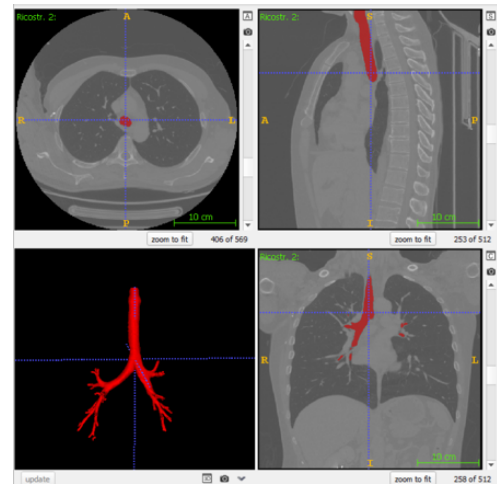 Ricostr. 2:
A
A
R
L
P
10 cm
zoom to fit
406 of 569
Ricostr. 2:
S
S
A
P
I
10 cm
zoom to fit
253 of 512
update
Ricostr. 2:
S
C
R
L
I
10 cm
zoom to fit
258 of 512